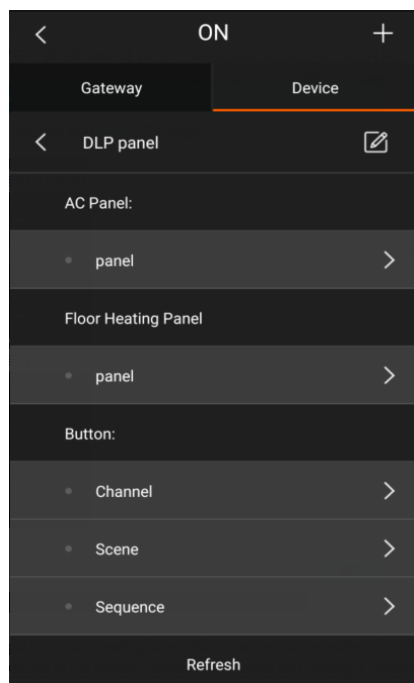 ON
Gateway Device
DLP panel
AC Panel:
panel
Floor Heating Panel
panel
Button:
Channel
Scene
Sequence
Refresh